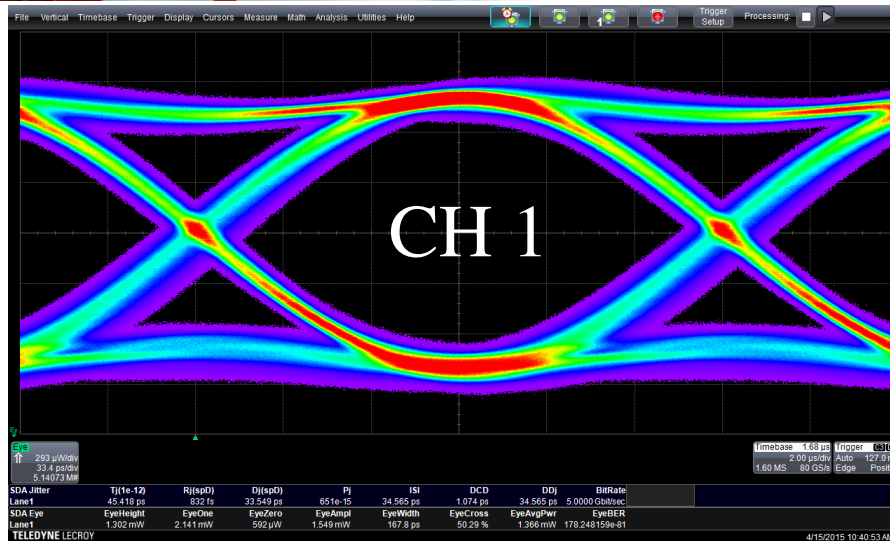 File Vertical Timebase Trigger Display Cursors Measure Math Analysis Utilities Help 1 Trigger Setup Processing:
CH 1
Eye
293 µW/div
33.4 ps/div
5.14073 M#
Timebase 1.68 µs
2.00 µs/div
1.60 MS 80 GS/s
Trigger C3
Auto 127.0
Edge Posit
SDA Jitter Tj(1e-12) Rj(spD) Dj(spD) Pj ISI DCD DDj BitRate
Lane1 45.418 ps 832 fs 33.549 ps 651e-15 34.565 ps 1.074 ps 34.565 ps 5.0000 Gbit/sec
SDA Eye EyeHeight EyeOne EyeZero EyeAmpl EyeWidth EyeCross EyeAvgPwr EyeBER
Lane1 1.302 mW 2.141 mW 592 µW 1.549 mW 167.8 ps 50.29 % 1.366 mW 178.248159e-81
TELEDYNE LECROY 4/15/2015 10:40:53 AM